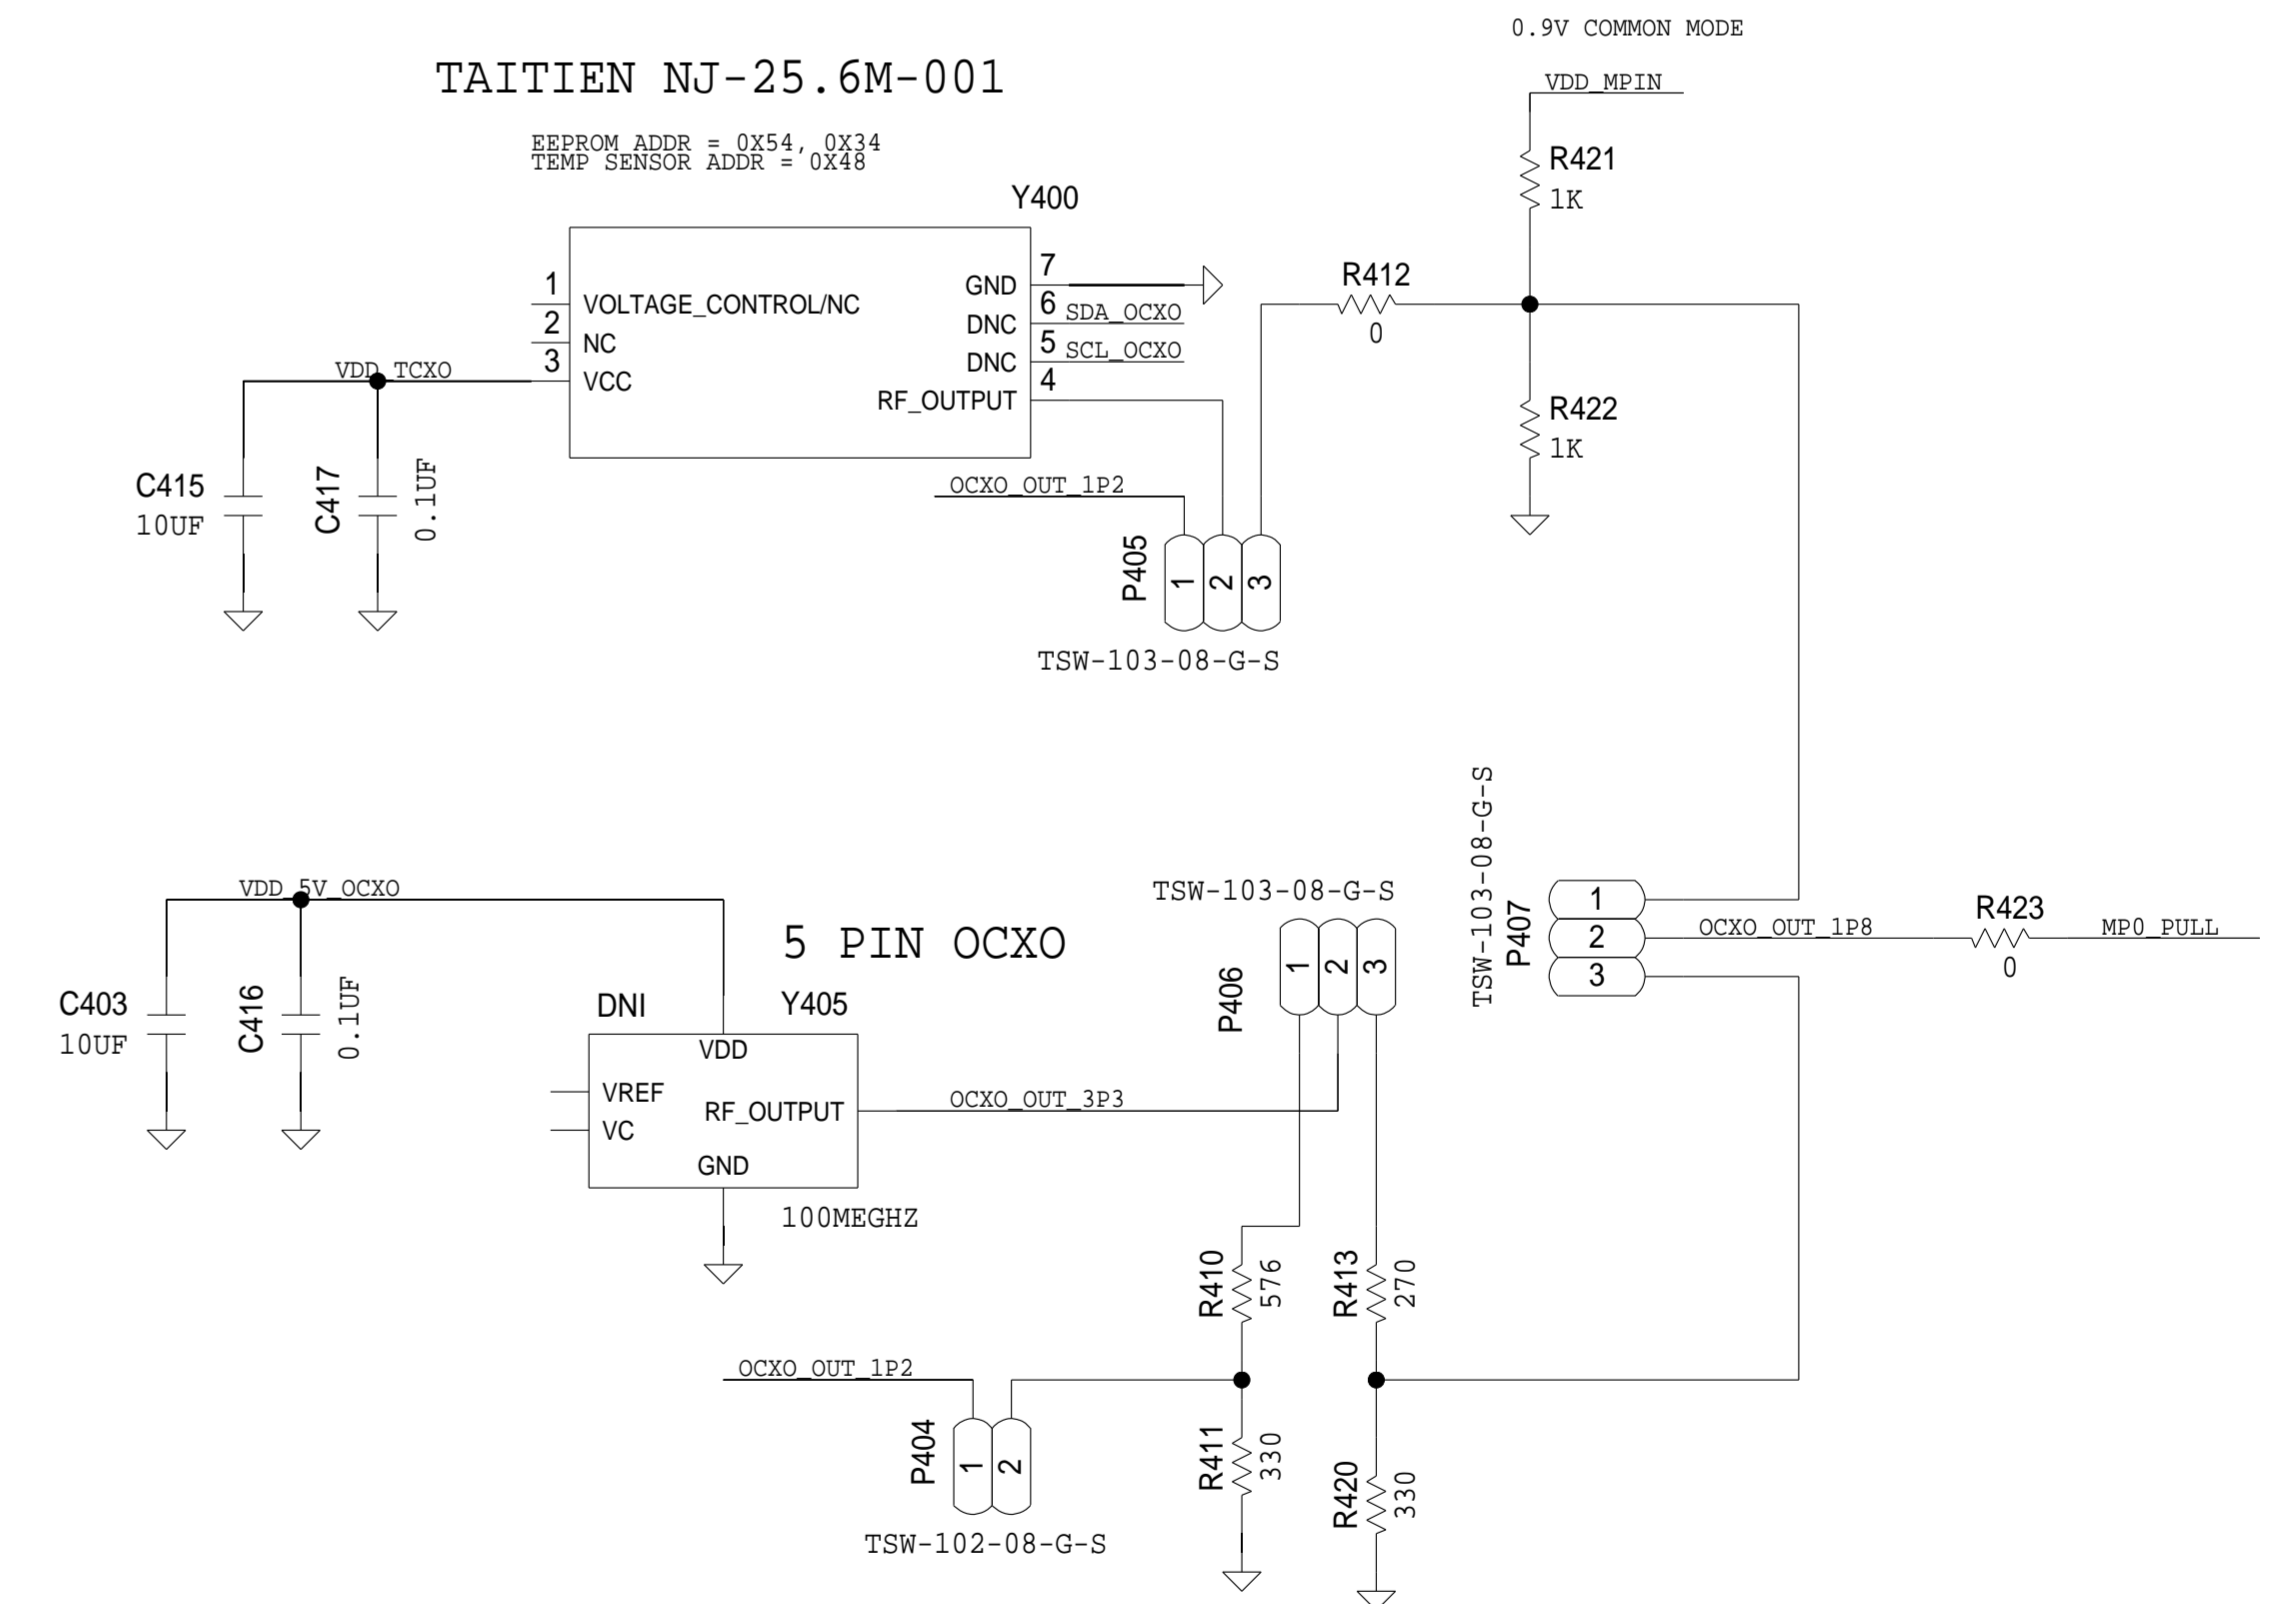 0.9V COMMON MODE
TAITIEN NJ-25.6M-001
VDD_MPIN
EEPROM ADDR = 0X54, 0X34
TEMP SENSOR ADDR = 0X48
R421
1K
Y400
1
VOLTAGE_CONTROL/NC
2
NC
3
VCC
VDD_TCXO
7
GND
6
DNC
SDA_OCXO
5
DNC
SCL_OCXO
4
RF_OUTPUT
R412
0
R422
1K
C415
10UF
C417
0.1UF
OCXO_OUT_1P2
P405
1
2
3
TSW-103-08-G-S
TSW-103-08-G-S
P407
1
2
3
OCXO_OUT_1P8
R423
0
MP0_PULL
VDD_5V_OCXO
C403
10UF
C416
0.1UF
5 PIN OCXO
DNI
Y405
VDD
VREF
VC
RF_OUTPUT
GND
100MEGHZ
OCXO_OUT_3P3
TSW-103-08-G-S
P406
1
2
3
R410
576
R413
270
OCXO_OUT_1P2
P404
1
2
TSW-102-08-G-S
R411
330
R420
330